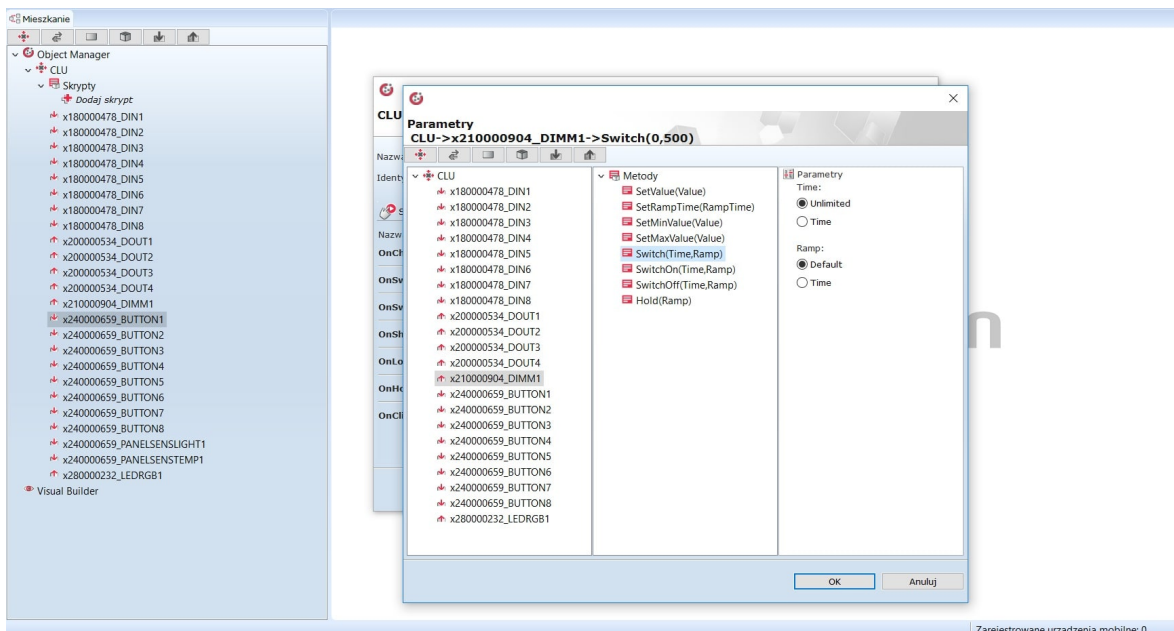 Mieszkanie
Object Manager
CLU
Skrypty
Dodaj skrypt
x180000478_DIN1
x180000478_DIN2
x180000478_DIN3
x180000478_DIN4
x180000478_DIN5
x180000478_DIN6
x180000478_DIN7
x180000478_DIN8
x200000534_DOUT1
x200000534_DOUT2
x200000534_DOUT3
x200000534_DOUT4
x210000904_DIMM1
x240000659_BUTTON1
x240000659_BUTTON2
x240000659_BUTTON3
x240000659_BUTTON4
x240000659_BUTTON5
x240000659_BUTTON6
x240000659_BUTTON7
x240000659_BUTTON8
x240000659_PANELSENSLIGHT1
x240000659_PANELSENSTEMP1
x280000232_LEDRGB1
Visual Builder
CLU
Nazw
Identy
Nazw
OnCh
OnSw
OnSw
OnSh
OnLo
OnHo
OnCli
Parametry
CLU->x210000904_DIMM1->Switch(0,500)
CLU
x180000478_DIN1
x180000478_DIN2
x180000478_DIN3
x180000478_DIN4
x180000478_DIN5
x180000478_DIN6
x180000478_DIN7
x180000478_DIN8
x200000534_DOUT1
x200000534_DOUT2
x200000534_DOUT3
x200000534_DOUT4
x210000904_DIMM1
x240000659_BUTTON1
x240000659_BUTTON2
x240000659_BUTTON3
x240000659_BUTTON4
x240000659_BUTTON5
x240000659_BUTTON6
x240000659_BUTTON7
x240000659_BUTTON8
x280000232_LEDRGB1
Metody
SetValue(Value)
SetRampTime(RampTime)
SetMinValue(Value)
SetMaxValue(Value)
Switch(Time,Ramp)
SwitchOn(Time,Ramp)
SwitchOff(Time,Ramp)
Hold(Ramp)
Parametry
Time:
Unlimited
Time
Ramp:
Default
Time
OK
Anuluj
n
Zarejestrowane urządzenia mobilne: 0